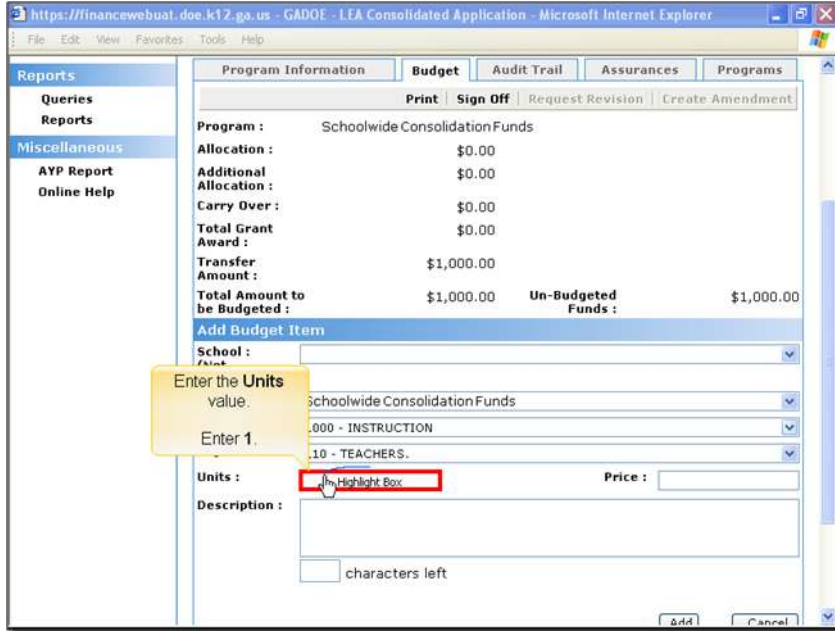 https://financewebuat.doe.k12.ga.us - GADOE - LEA Consolidated Application - Microsoft Internet Explorer
File Edit View Favorites Tools Help
Reports
Queries
Reports
Miscellaneous
AYP Report
Online Help
Program Information Budget Audit Trail Assurances Programs
Print Sign Off Request Revision Create Amendment
Program : Schoolwide Consolidation Funds
Allocation : $0.00
Additional
Allocation : $0.00
Carry Over : $0.00
Total Grant
Award : $0.00
Transfer
Amount : $1,000.00
Total Amount to
be Budgeted : $1,000.00 Un-Budgeted
Funds : $1,000.00
Add Budget Item
School :
(Not
Enter the Units
value.
Enter 1.
Schoolwide Consolidation Funds
000 - INSTRUCTION
10 - TEACHERS.
Units : Highlight Box Price :
Description :
characters left
Add Cancel